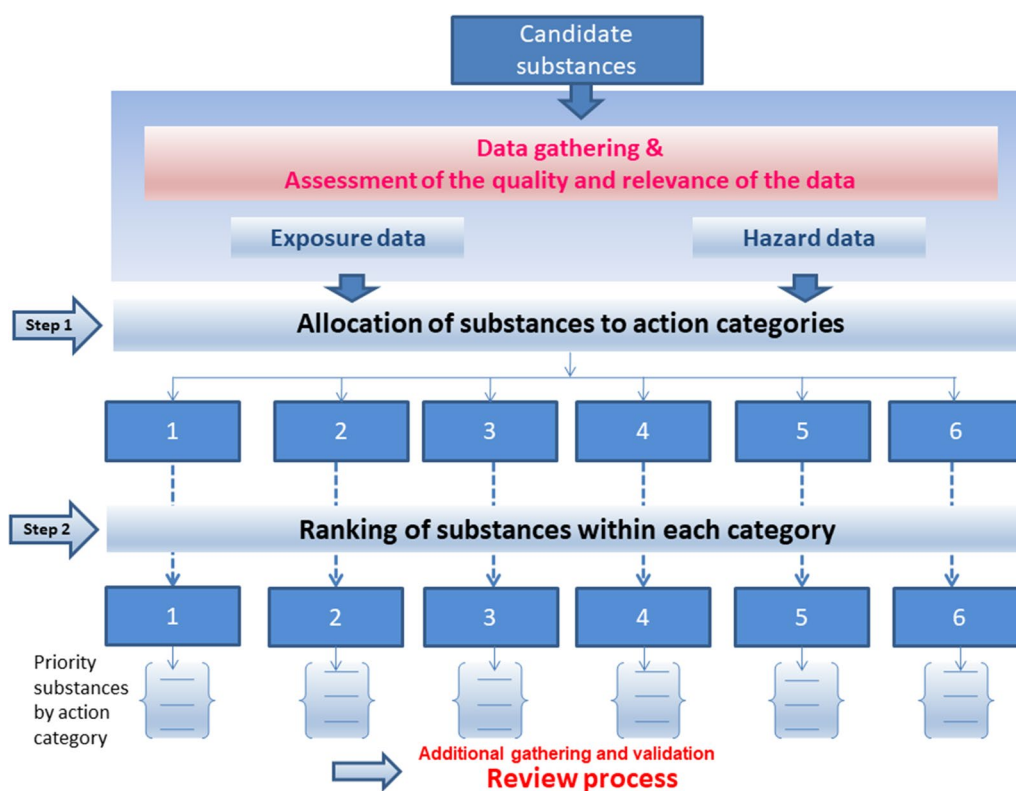 Candidate
substances
Data gathering &
Assessment of the quality and relevance of the data
Exposure data
Hazard data
Step 1
Allocation of substances to action categories
1
2
3
4
5
6
Step 2
Ranking of substances within each category
1
2
3
4
5
6
Priority
substances
by action
category
Additional gathering and validation
Review process